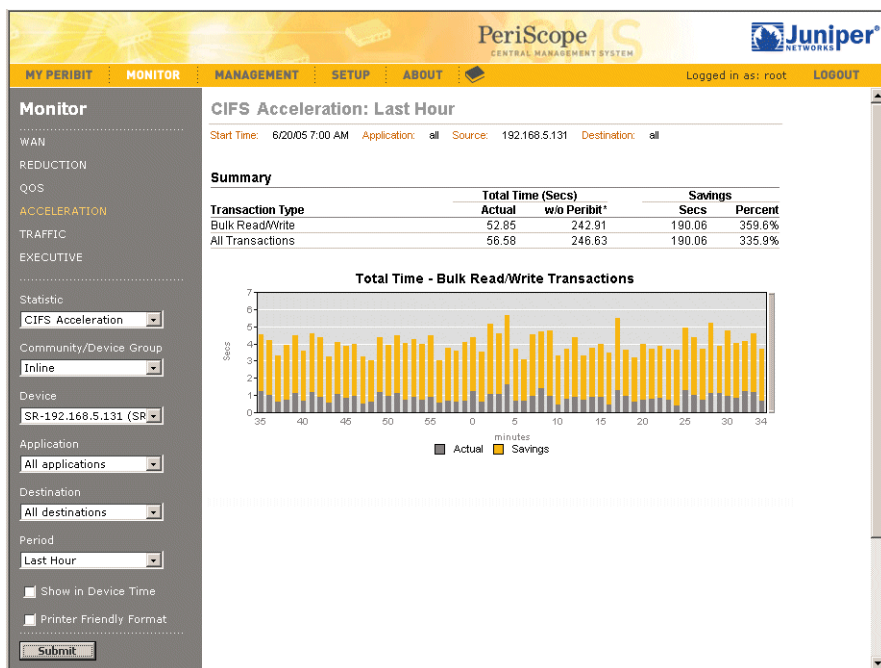 PeriScope
CENTRAL MANAGEMENT SYSTEM
CMS
Juniper
NETWORKS
MY PERIBIT MONITOR MANAGEMENT SETUP ABOUT Logged in as: root LOGOUT
Monitor
WAN
REDUCTION
QOS
ACCELERATION
TRAFFIC
EXECUTIVE
Statistic
CIFS Acceleration
Community/Device Group
Inline
Device
SR-192.168.5.131 (SR
Application
All applications
Destination
All destinations
Period
Last Hour
Show in Device Time
Printer Friendly Format
Submit
CIFS Acceleration: Last Hour
Start Time: 6/20/05 7:00 AM Application: all Source: 192.168.5.131 Destination: all
Summary
Total Time (Secs) Savings
Transaction Type Actual w/o Peribit* Secs Percent
Bulk Read/Write 52.85 242.91 190.06 359.6%
All Transactions 56.58 246.63 190.06 335.9%
Total Time - Bulk Read/Write Transactions
7
6
5
4
3
2
1
0
Secs
35 40 45 50 55 0 5 10 15 20 25 30 34
minutes
Actual Savings